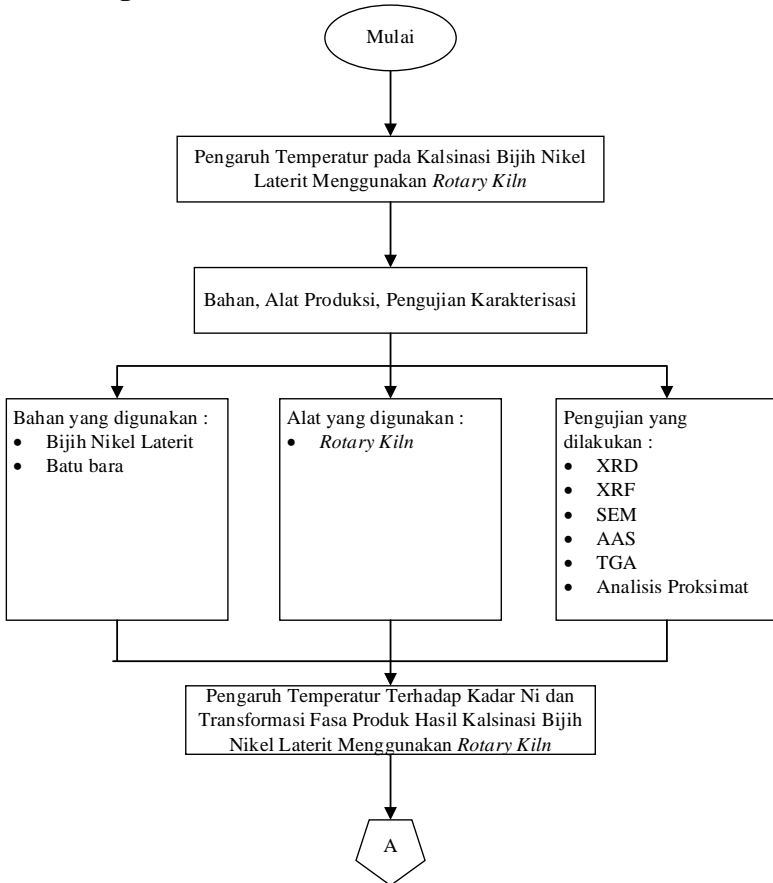 Mulai
Pengaruh Temperatur pada Kalsinasi Bijih Nikel
Laterit Menggunakan Rotary Kiln
Bahan, Alat Produksi, Pengujian Karakterisasi
Bahan yang digunakan :
• Bijih Nikel Laterit
• Batu bara
Alat yang digunakan :
• Rotary Kiln
Pengujian yang
dilakukan :
• XRD
• XRF
• SEM
• AAS
• TGA
• Analisis Proksimat
Pengaruh Temperatur Terhadap Kadar Ni dan
Transformasi Fasa Produk Hasil Kalsinasi Bijih
Nikel Laterit Menggunakan Rotary Kiln
A